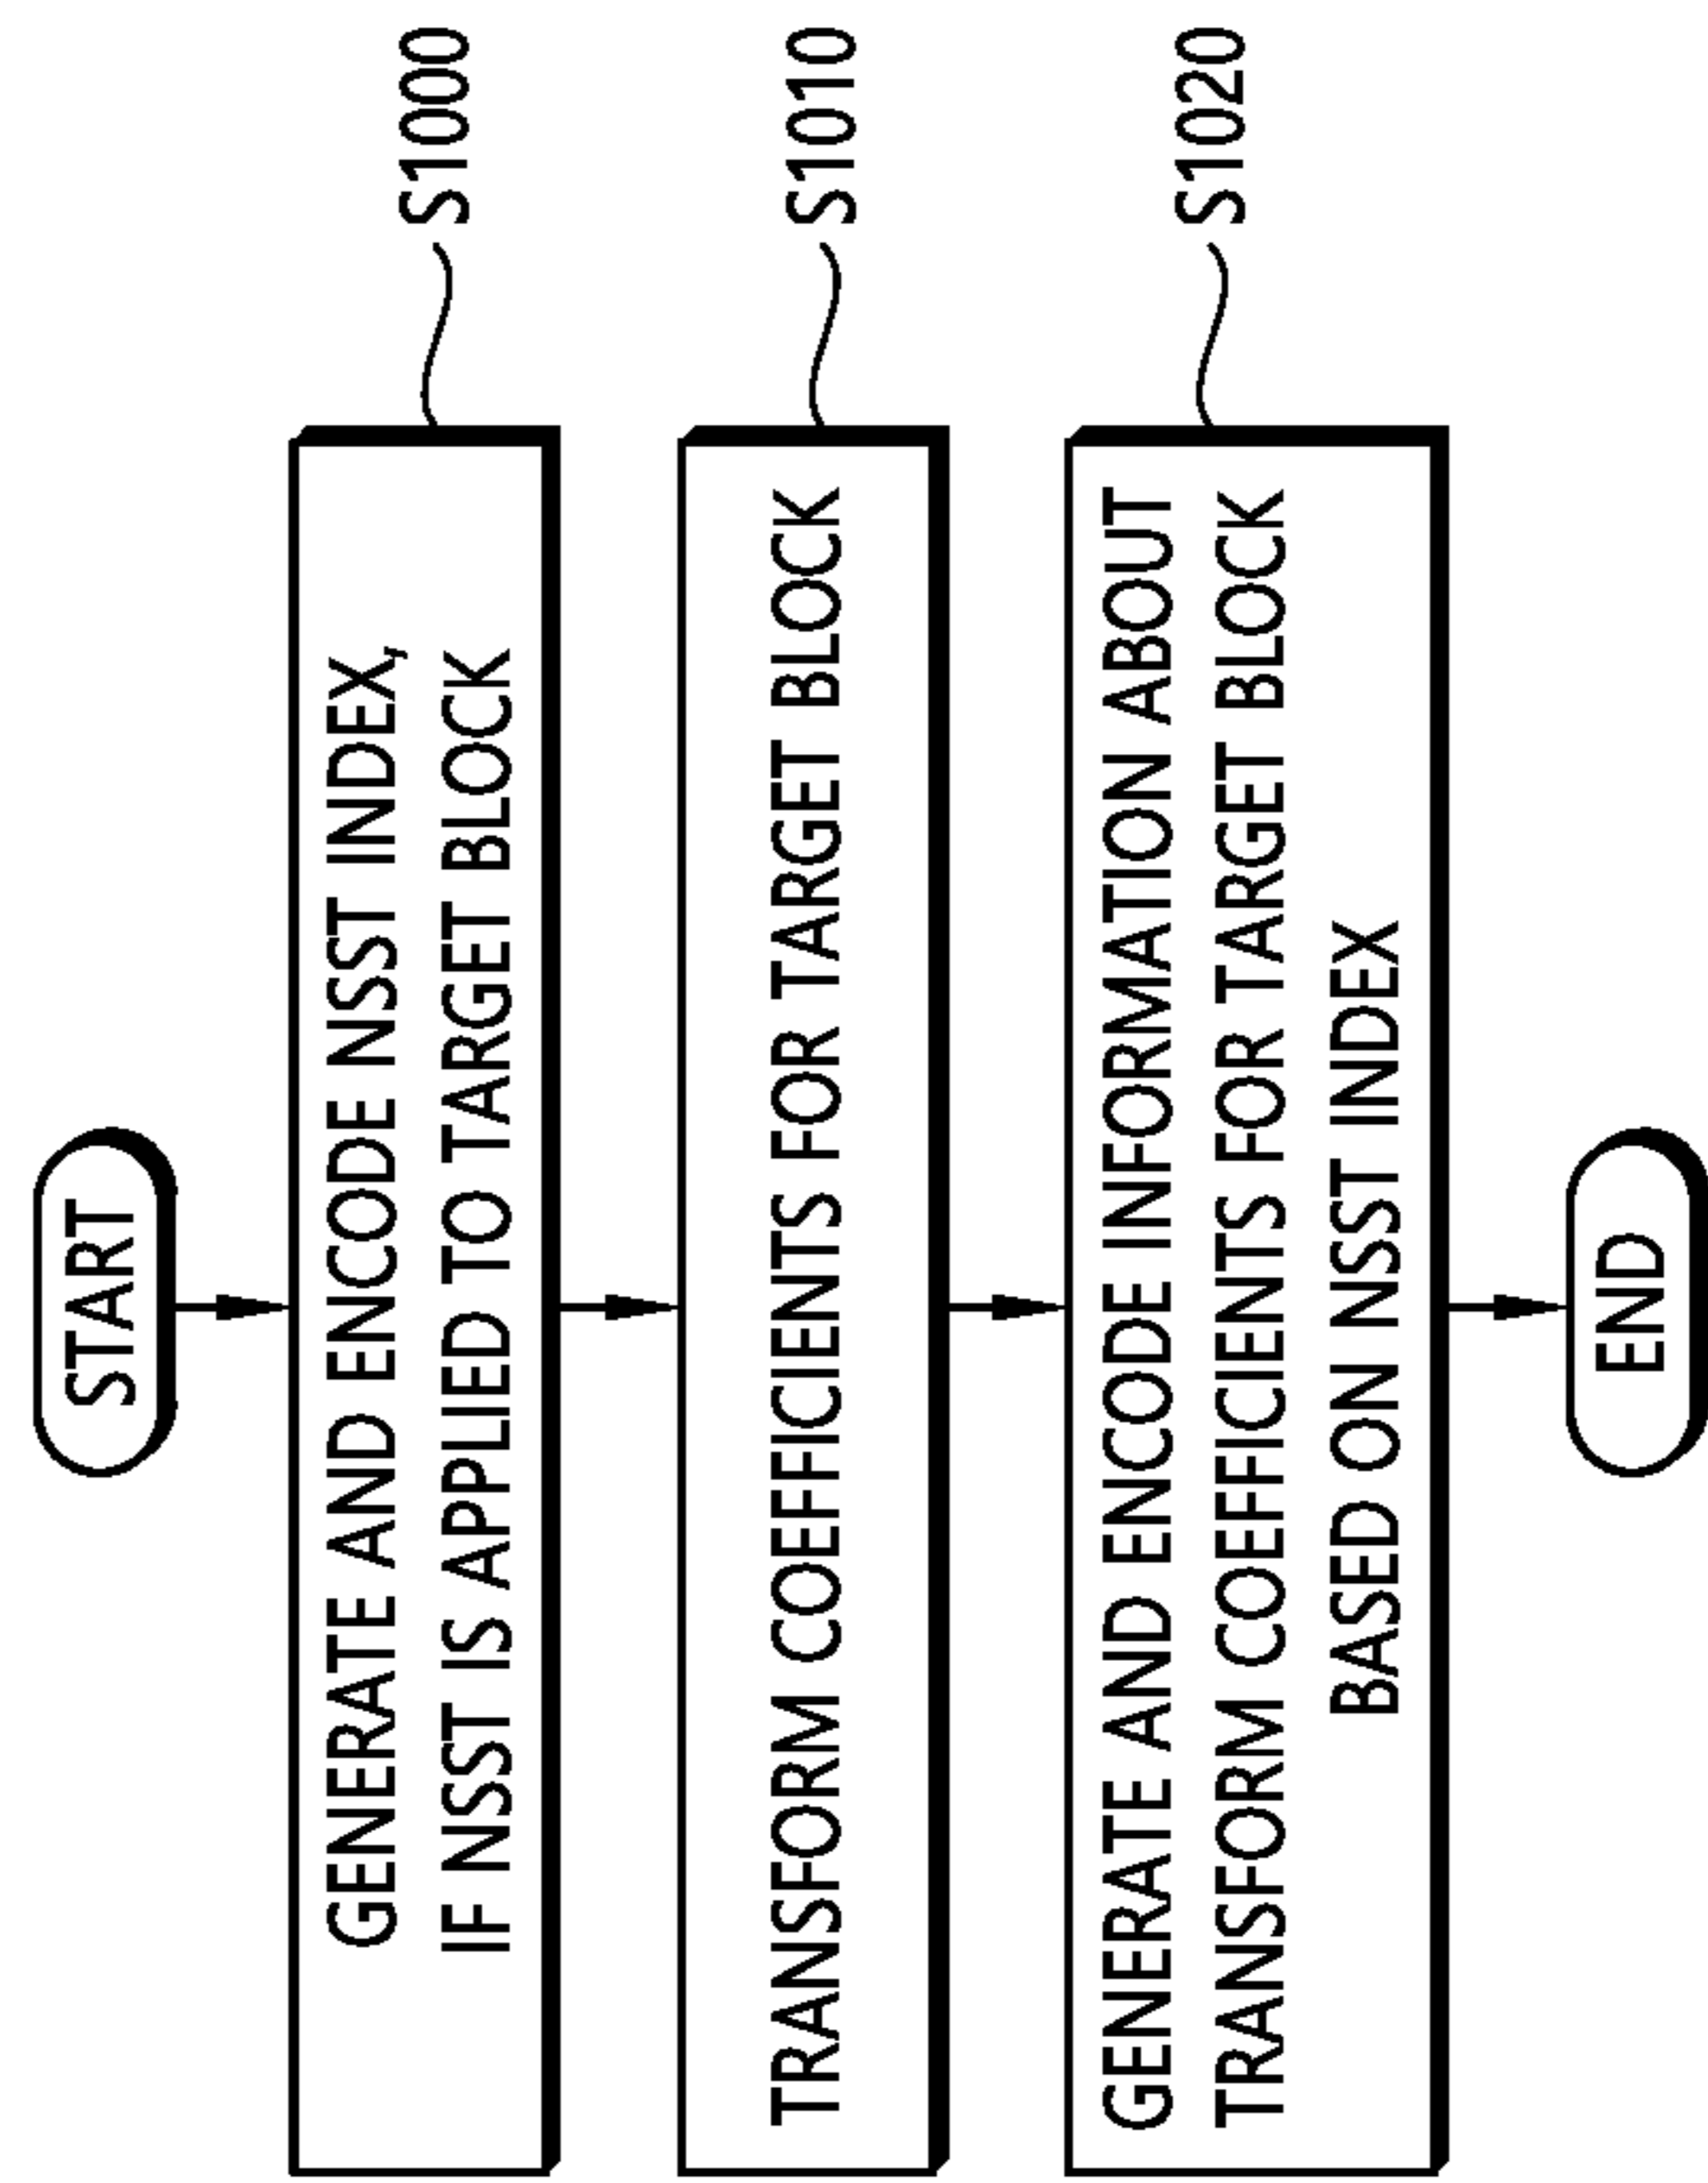 START
GENERATE AND ENCODE NSST INDEX,
IF NSST IS APPLIED TO TARGET BLOCK
S1000
TRANSFORM COEFFICIENTS FOR TARGET BLOCK
S1010
GENERATE AND ENCODE INFORMATION ABOUT
TRANSFORM COEFFICIENTS FOR TARGET BLOCK
BASED ON NSST INDEX
S1020
END